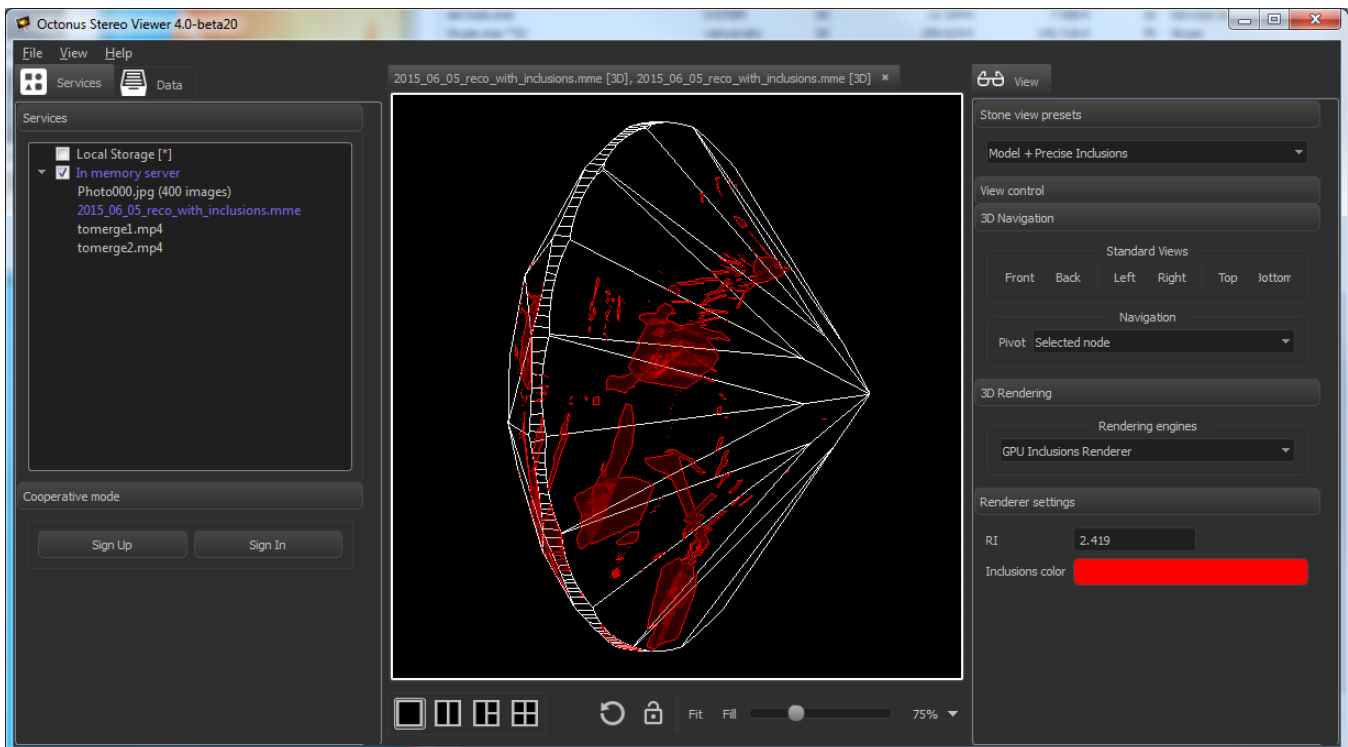 Octonus Stereo Viewer 4.0-beta20
File View Help
Services Data
2015_06_05_reco_with_inclusions.mme [3D], 2015_06_05_reco_with_inclusions.mme [3D] ×
View
Services
Local Storage [*]
In memory server
Photo000.jpg (400 images)
2015_06_05_reco_with_inclusions.mme
tomerge1.mp4
tomerge2.mp4
Cooperative mode
Sign Up Sign In
Fit Fill 75%
Stone view presets
Model + Precise Inclusions
View control
3D Navigation
Standard Views
Front Back Left Right Top Bottom
Navigation
Pivot Selected node
3D Rendering
Rendering engines
GPU Inclusions Renderer
Renderer settings
RI 2.419
Inclusions color